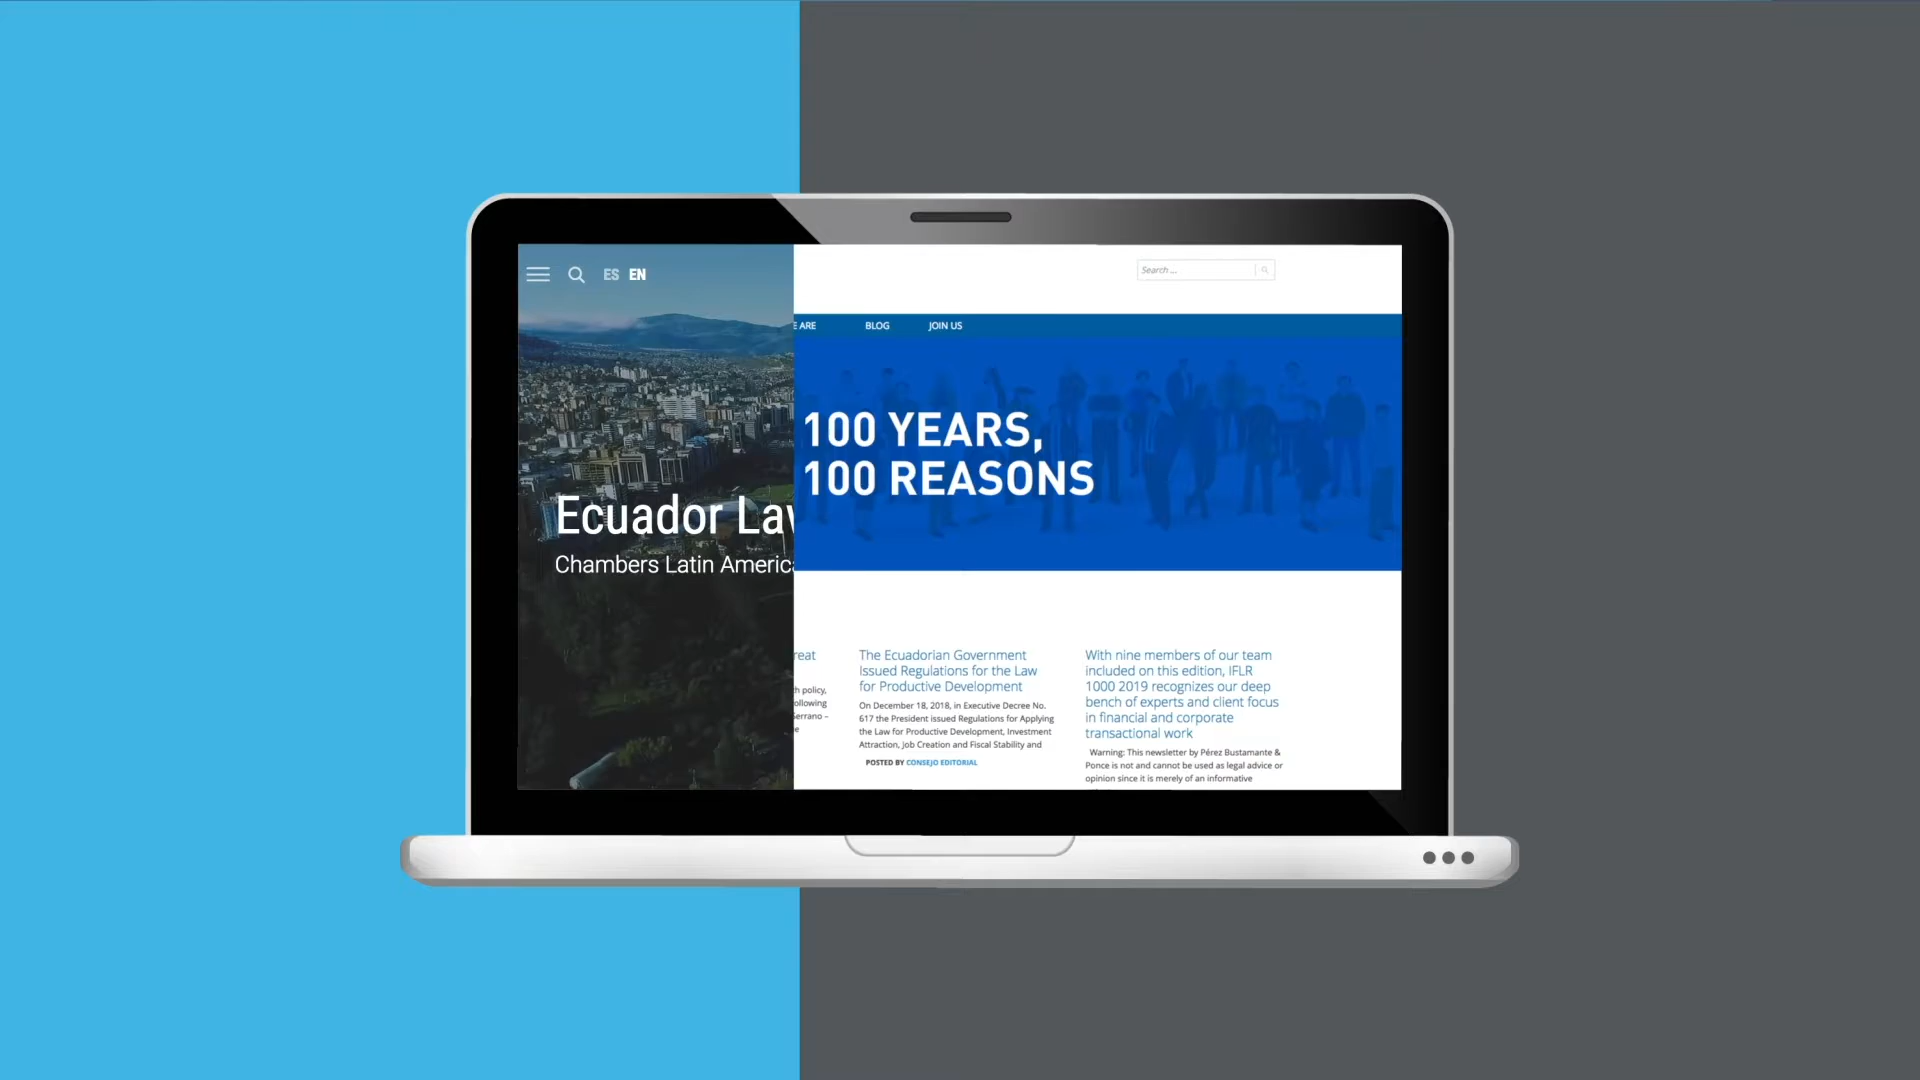 ES EN
Search ...
E ARE BLOG JOIN US
100 YEARS,
100 REASONS
Ecuador Law
Chambers Latin America
reat
h policy,
ollowing
Serrano –
e
The Ecuadorian Government
Issued Regulations for the Law
for Productive Development
On December 18, 2018, in Executive Decree No.
617 the President issued Regulations for Applying
the Law for Productive Development, Investment
Attraction, Job Creation and Fiscal Stability and
POSTED BY CONSEJO EDITORIAL
With nine members of our team
included on this edition, IFLR
1000 2019 recognizes our deep
bench of experts and client focus
in financial and corporate
transactional work
Warning: This newsletter by Pérez Bustamante &
Ponce is not and cannot be used as legal advice or
opinion since it is merely of an informative